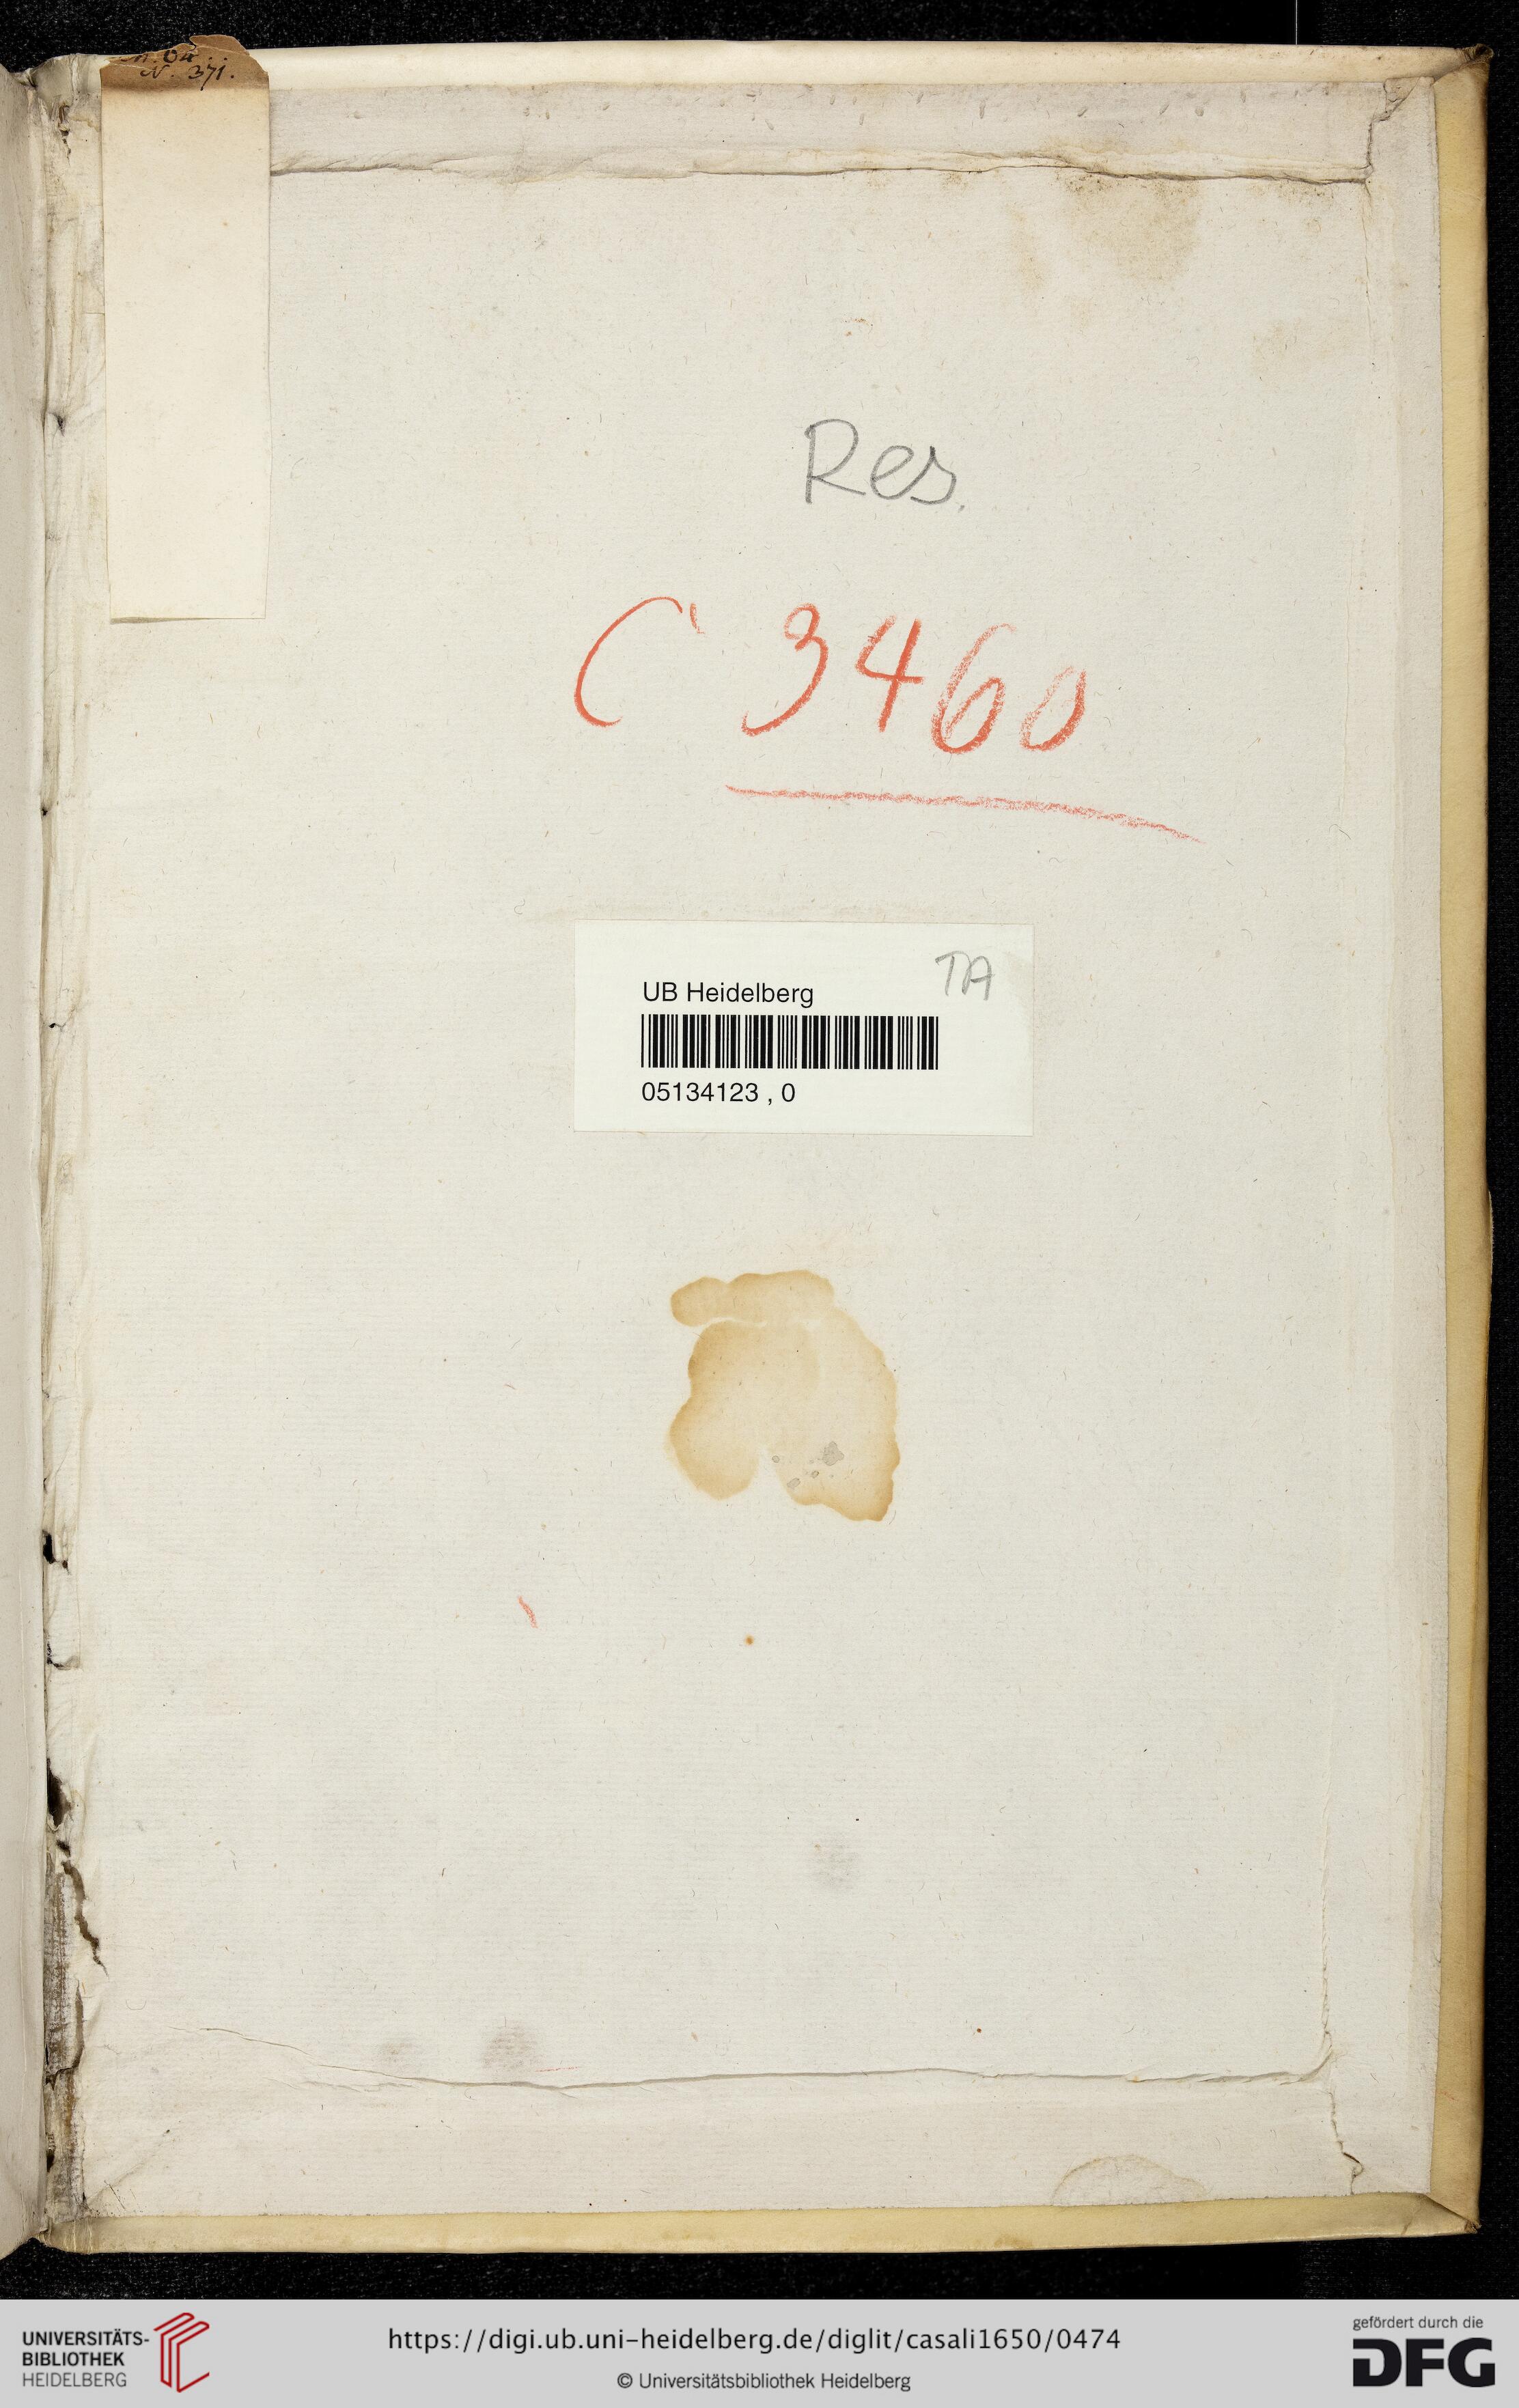 N. 371.
Res.
C 3460
TA
UB Heidelberg
05134123 , 0
UNIVERSITÄTS-
BIBLIOTHEK
HEIDELBERG
https://digi.ub.uni-heidelberg.de/diglit/casali1650/0474
© Universitätsbibliothek Heidelberg
gefördert durch die
DFG